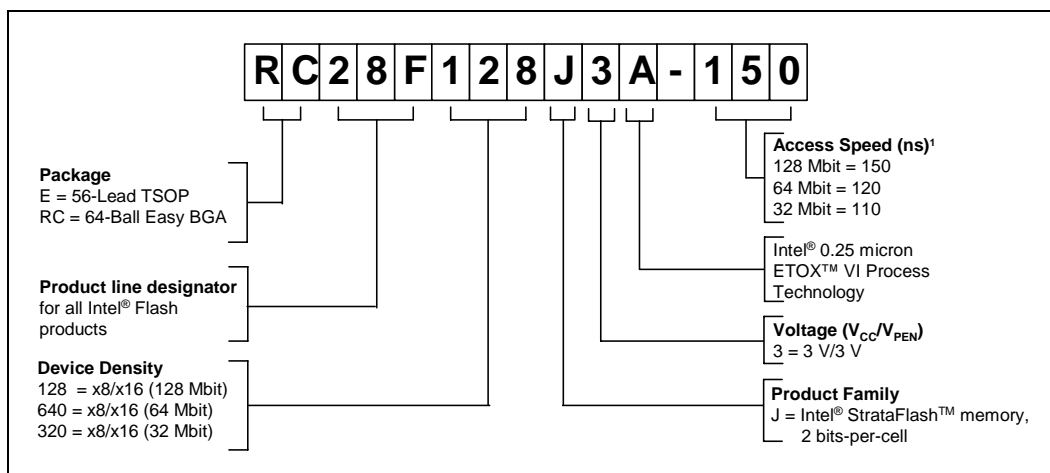 RC28F128J3A-150
Package
E = 56-Lead TSOP
RC = 64-Ball Easy BGA
Product line designator
for all Intel® Flash
products
Device Density
128 = x8/x16 (128 Mbit)
640 = x8/x16 (64 Mbit)
320 = x8/x16 (32 Mbit)
Access Speed (ns)¹
128 Mbit = 150
64 Mbit = 120
32 Mbit = 110
Intel® 0.25 micron
ETOX™ VI Process
Technology
Voltage (VCC/VPEN)
3 = 3 V/3 V
Product Family
J = Intel® StrataFlash™ memory,
2 bits-per-cell